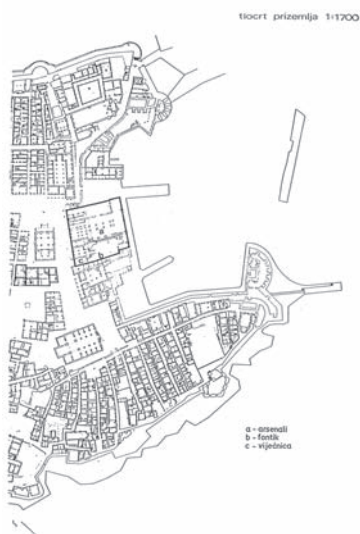 tlocrt prizemlja 1:1700
a - arsenali
b - fontik
c - vijećnica